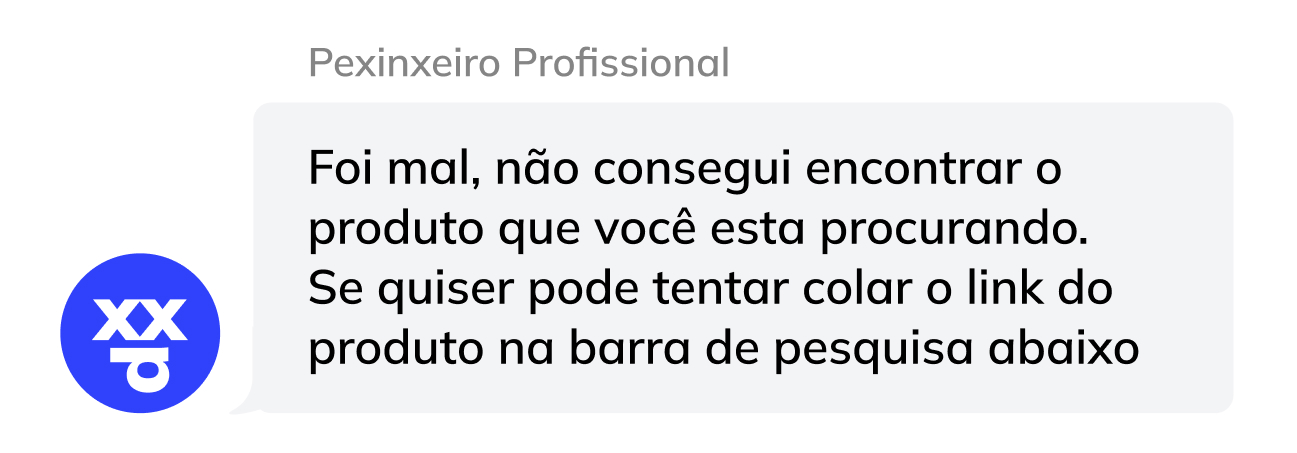 Pexinxeiro Profissional
Foi mal, não consegui encontrar o
produto que você esta procurando.
Se quiser pode tentar colar o link do
produto na barra de pesquisa abaixo
xx
p